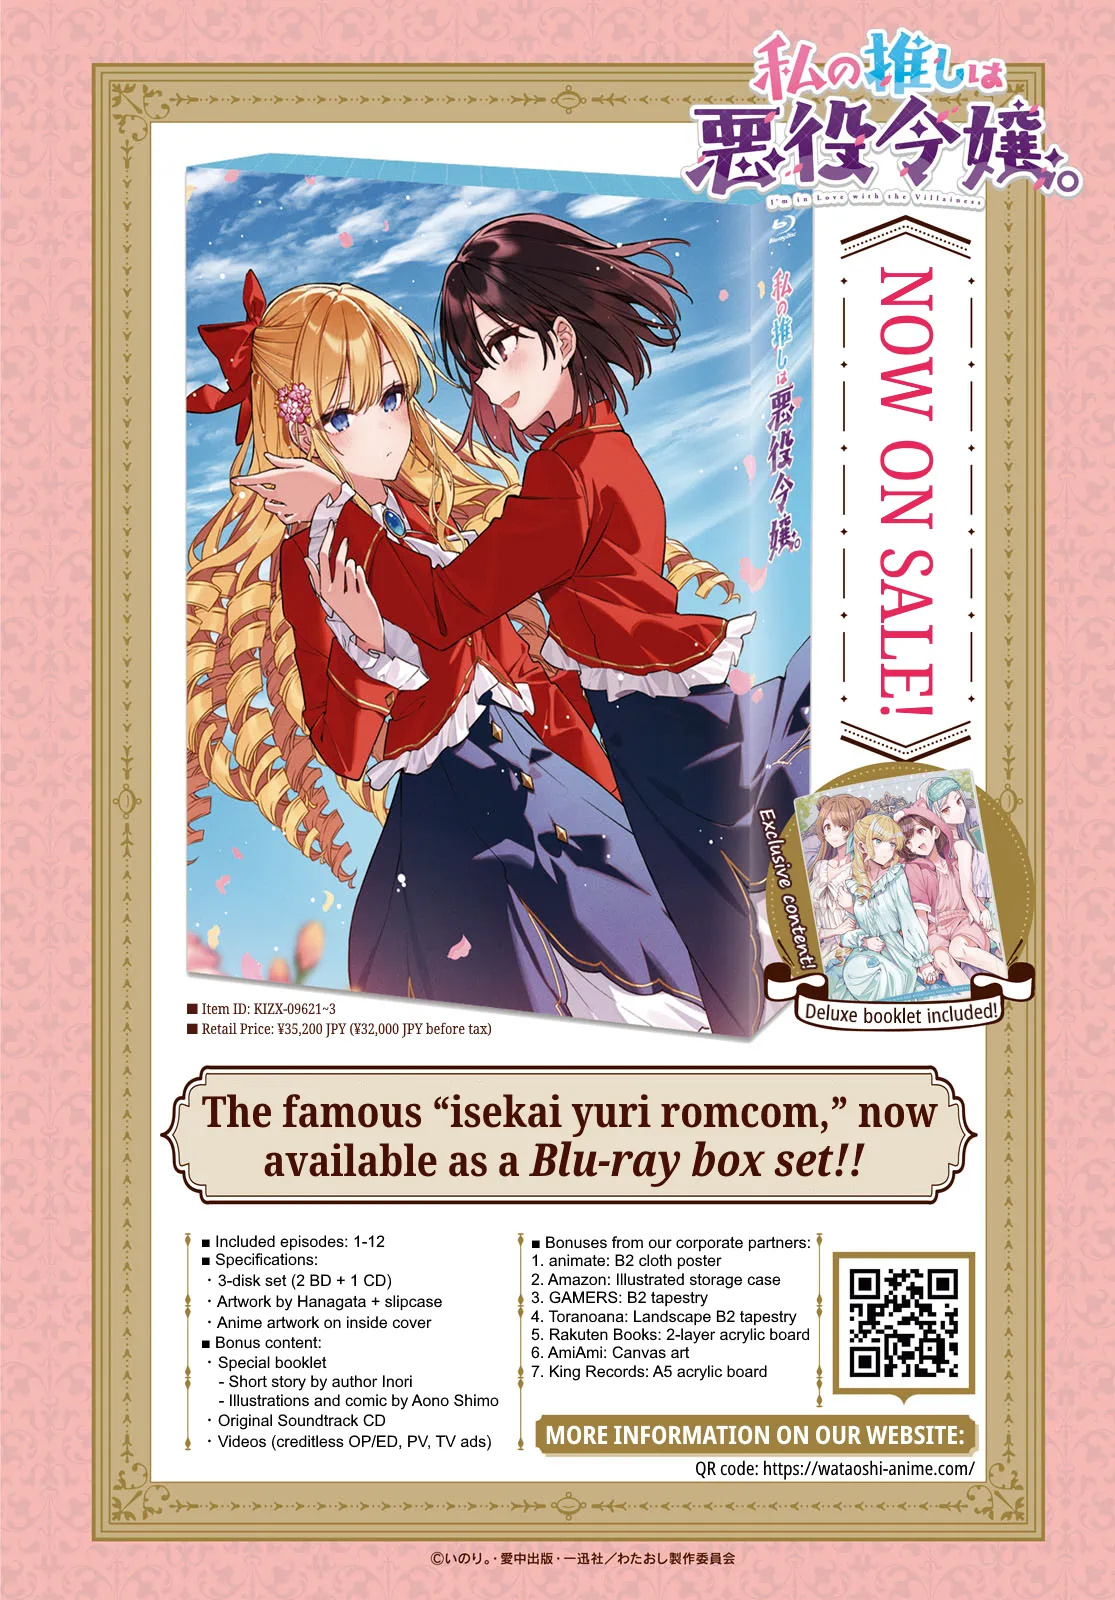 私の推しは
悪役令嬢。
I'm in Love with the Villainess
Blu-ray Disc
私の推しは悪役令嬢。
NOW ON SALE!
Exclusive content!
Deluxe booklet included!
■ Item ID: KIZX-09621~3
■ Retail Price: ¥35,200 JPY (¥32,000 JPY before tax)
The famous “isekai yuri romcom,” now
available as a Blu-ray box set!!
■ Included episodes: 1-12
■ Specifications:
・3-disk set (2 BD + 1 CD)
・Artwork by Hanagata + slipcase
・Anime artwork on inside cover
■ Bonus content:
・Special booklet
- Short story by author Inori
- Illustrations and comic by Aono Shimo
・Original Soundtrack CD
・Videos (creditless OP/ED, PV, TV ads)
■ Bonuses from our corporate partners:
1. animate: B2 cloth poster
2. Amazon: Illustrated storage case
3. GAMERS: B2 tapestry
4. Toranoana: Landscape B2 tapestry
5. Rakuten Books: 2-layer acrylic board
6. AmiAmi: Canvas art
7. King Records: A5 acrylic board
MORE INFORMATION ON OUR WEBSITE:
QR code: https://wataoshi-anime.com/
©いのり。・愛中出版・一迅社／わたおし製作委員会